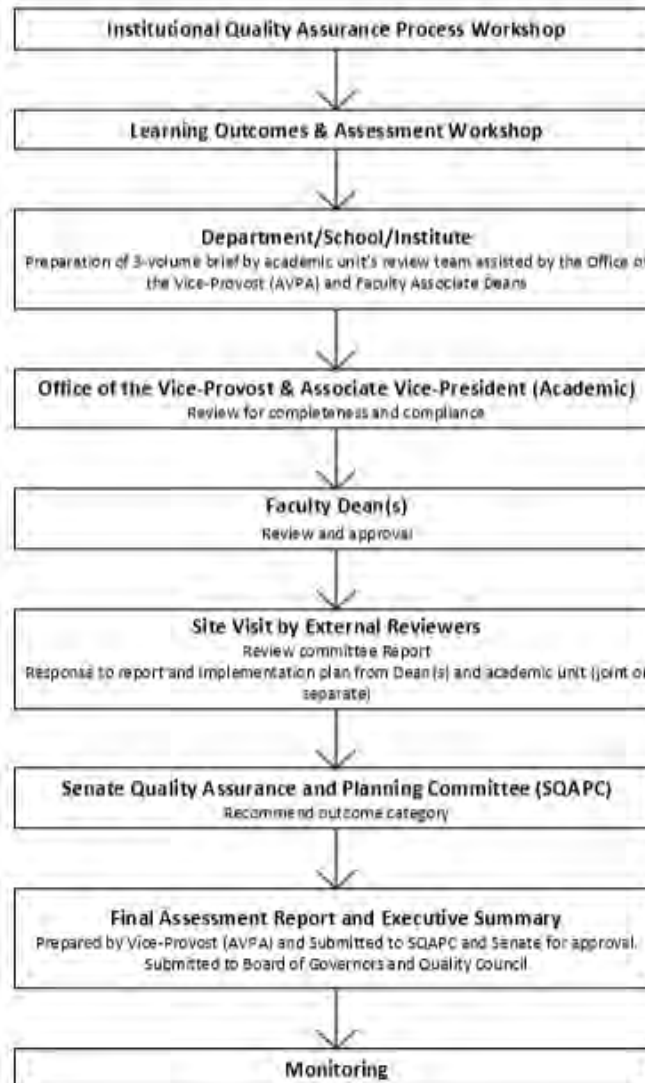 Institutional Quality Assurance Process Workshop
Learning Outcomes & Assessment Workshop
Department/School/Institute
Preparation of 3-volume brief by academic unit's review team assisted by the Office of
the Vice-Provost (AVPA) and Faculty Associate Deans
Office of the Vice-Provost & Associate Vice-President (Academic)
Review for completeness and compliance
Faculty Dean(s)
Review and approval
Site Visit by External Reviewers
Review committee Report
Response to report and implementation plan from Dean(s) and academic unit (joint or
separate)
Senate Quality Assurance and Planning Committee (SQAPC)
Recommend outcome category
Final Assessment Report and Executive Summary
Prepared by Vice-Provost (AVPA) and Submitted to SQAPC and Senate for approval.
Submitted to Board of Governors and Quality Council
Monitoring